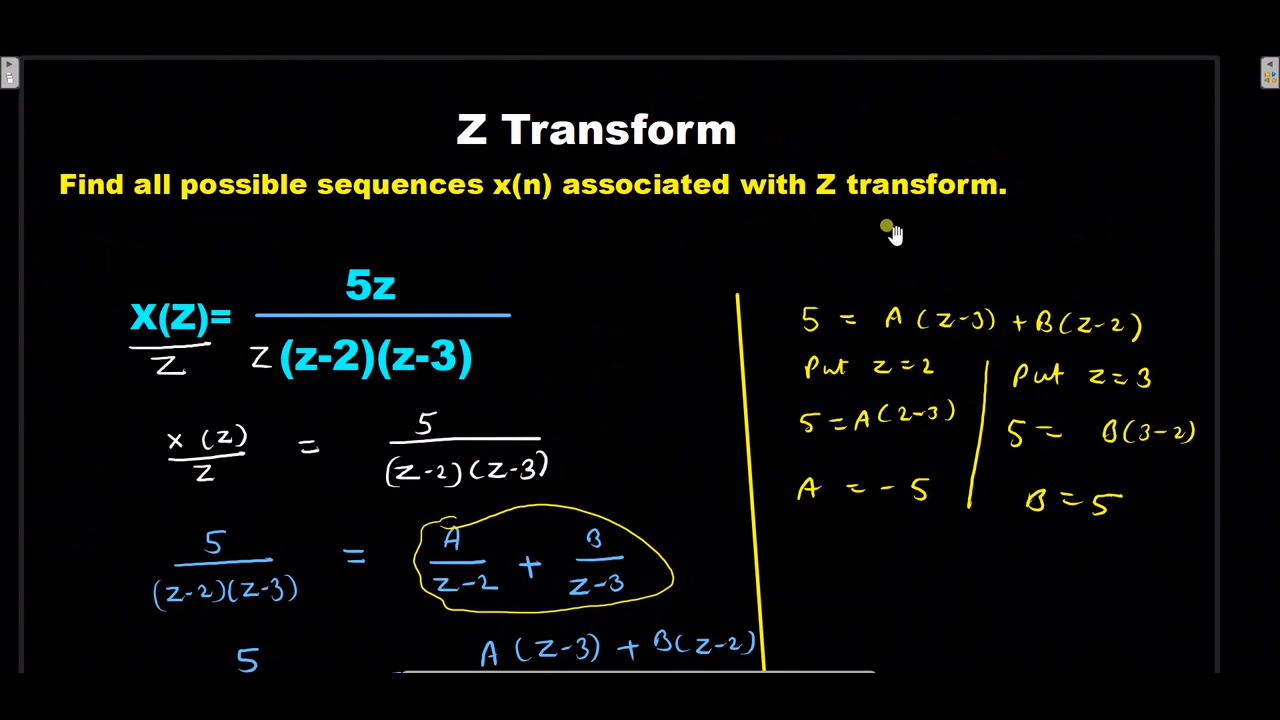 Z Transform
Find all possible sequences x(n) associated with Z transform.
X(Z)/Z = 5z / z(z-2)(z-3)
x(z)/z = 5/(z-2)(z-3)
5/(z-2)(z-3) = A/z-2 + B/z-3
5 A(z-3) + B(z-2)
5 = A(z-3) + B(z-2)
Put z=2
5 = A(2-3)
A = -5
Put z=3
5 = B(3-2)
B = 5